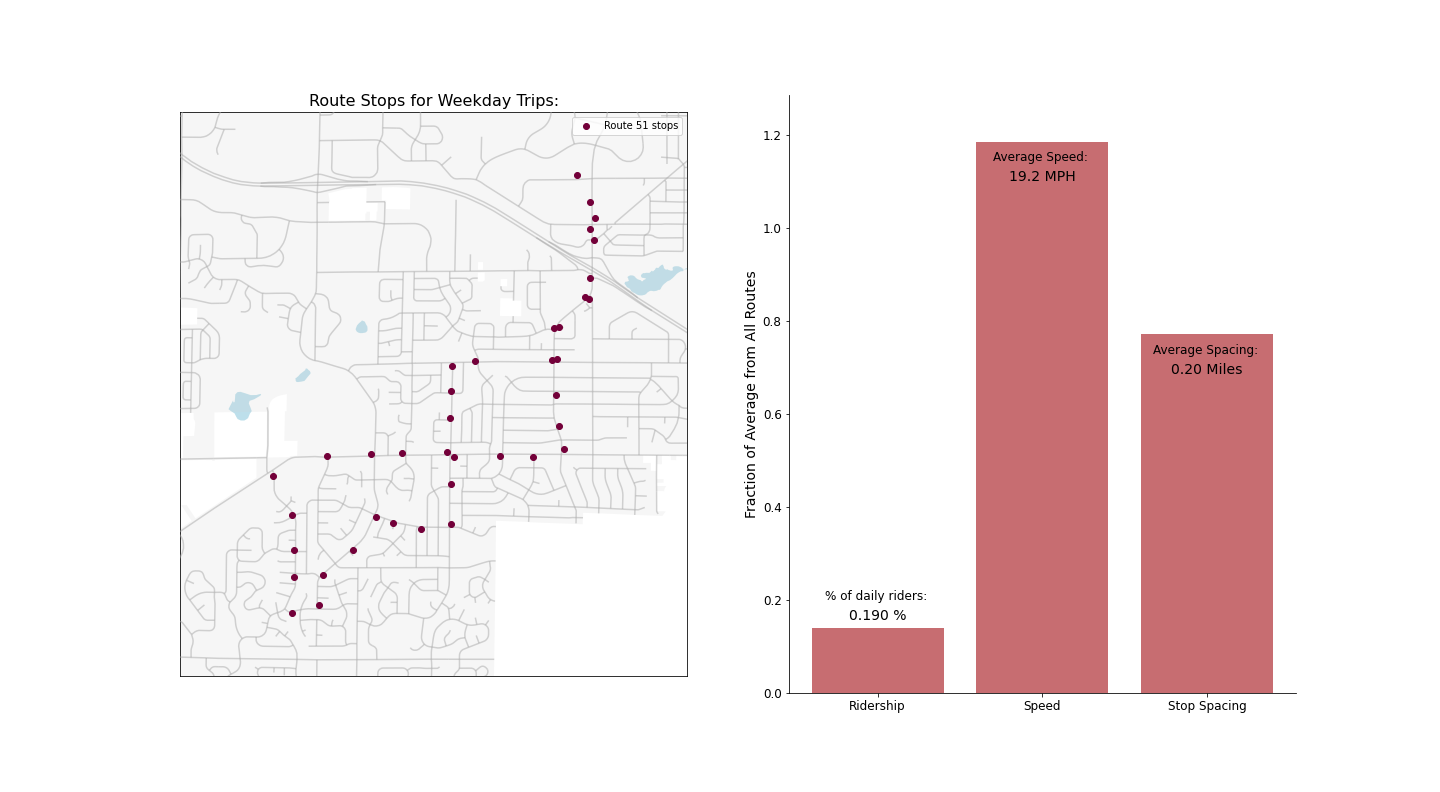 Route Stops for Weekday Trips:
Route 51 stops
Fraction of Average from All Routes
1.2
1.0
0.8
0.6
0.4
0.2
0.0
% of daily riders:
0.190 %
Average Speed:
19.2 MPH
Average Spacing:
0.20 Miles
Ridership
Speed
Stop Spacing